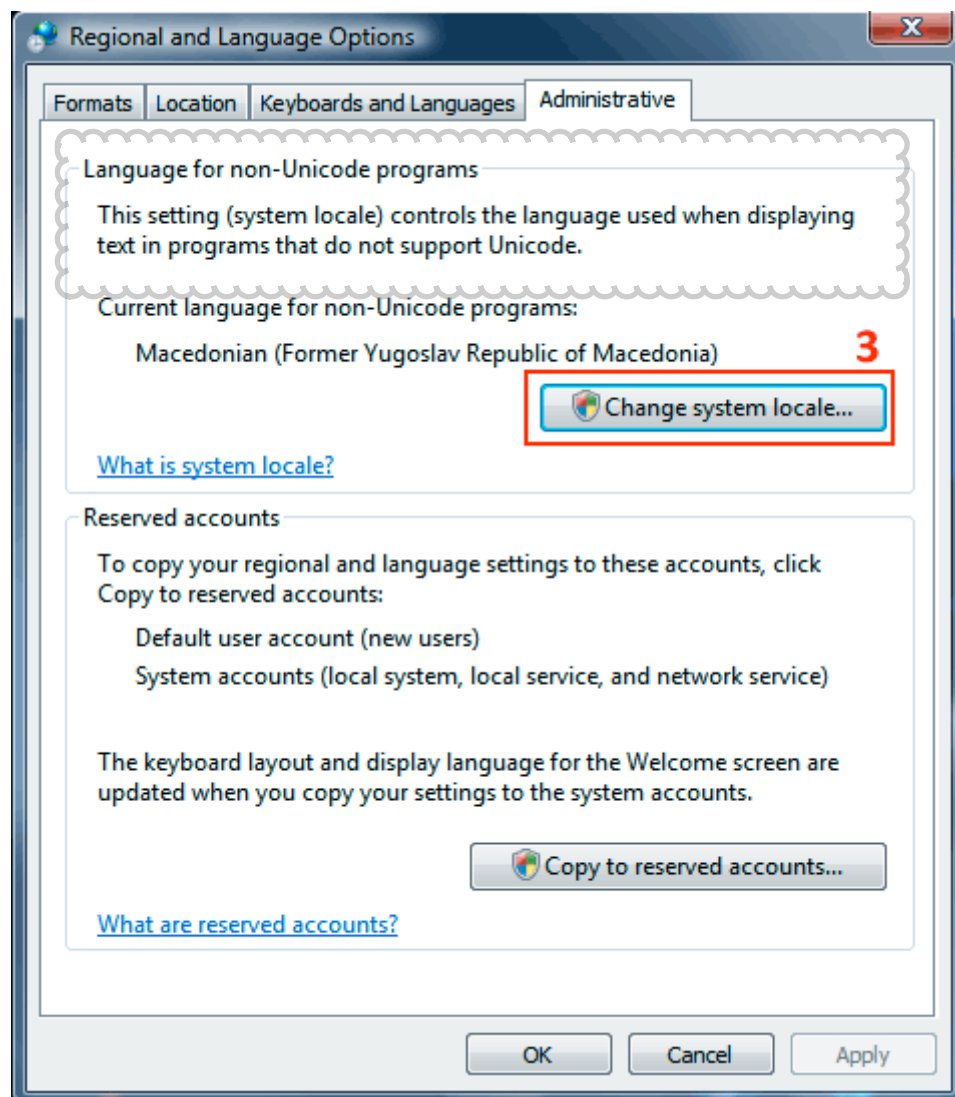 Regional and Language Options
Formats Location Keyboards and Languages Administrative
Language for non-Unicode programs
This setting (system locale) controls the language used when displaying
text in programs that do not support Unicode.
Current language for non-Unicode programs:
Macedonian (Former Yugoslav Republic of Macedonia)
3
Change system locale...
What is system locale?
Reserved accounts
To copy your regional and language settings to these accounts, click
Copy to reserved accounts:
Default user account (new users)
System accounts (local system, local service, and network service)
The keyboard layout and display language for the Welcome screen are
updated when you copy your settings to the system accounts.
Copy to reserved accounts...
What are reserved accounts?
OK Cancel Apply